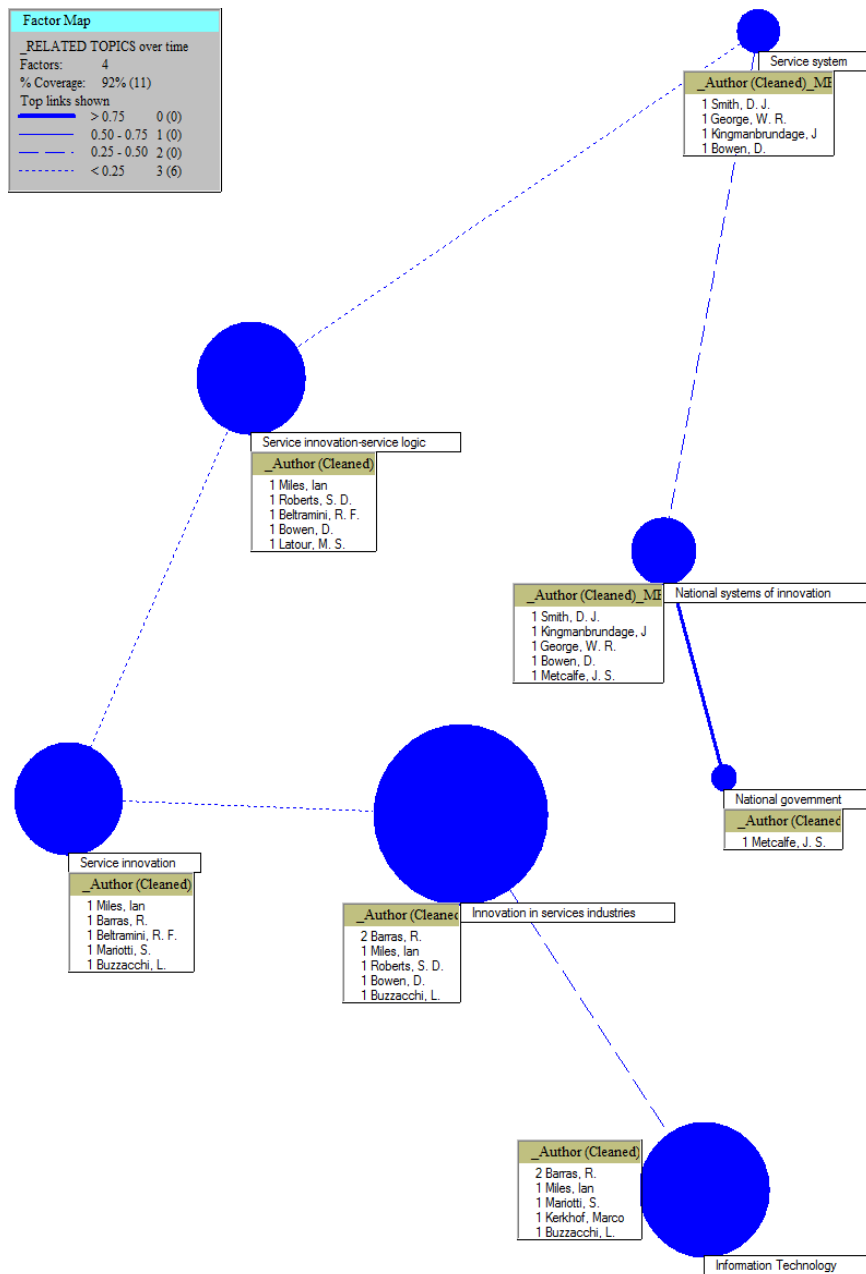 Factor Map
_RELATED TOPICS over time
Factors: 4
% Coverage: 92% (11)
Top links shown
> 0.75 0 (0)
0.50 - 0.75 1 (0)
0.25 - 0.50 2 (0)
< 0.25 3 (6)
Service system
_Author (Cleaned)_MF
1 Smith, D. J.
1 George, W. R.
1 Kingmanbrundage, J
1 Bowen, D.
Service innovation-service logic
_Author (Cleaned)
1 Miles, Ian
1 Roberts, S. D.
1 Beltramini, R. F.
1 Bowen, D.
1 Latour, M. S.
National systems of innovation
_Author (Cleaned)_MF
1 Smith, D. J.
1 Kingmanbrundage, J
1 George, W. R.
1 Bowen, D.
1 Metcalfe, J. S.
National government
_Author (Cleaned
1 Metcalfe, J. S.
Service innovation
_Author (Cleaned)
1 Miles, Ian
1 Barras, R.
1 Beltramini, R. F.
1 Mariotti, S.
1 Buzzacchi, L.
Innovation in services industries
_Author (Cleaned
2 Barras, R.
1 Miles, Ian
1 Roberts, S. D.
1 Bowen, D.
1 Buzzacchi, L.
_Author (Cleaned)
2 Barras, R.
1 Miles, Ian
1 Mariotti, S.
1 Kerkhof, Marco
1 Buzzacchi, L.
Information Technology